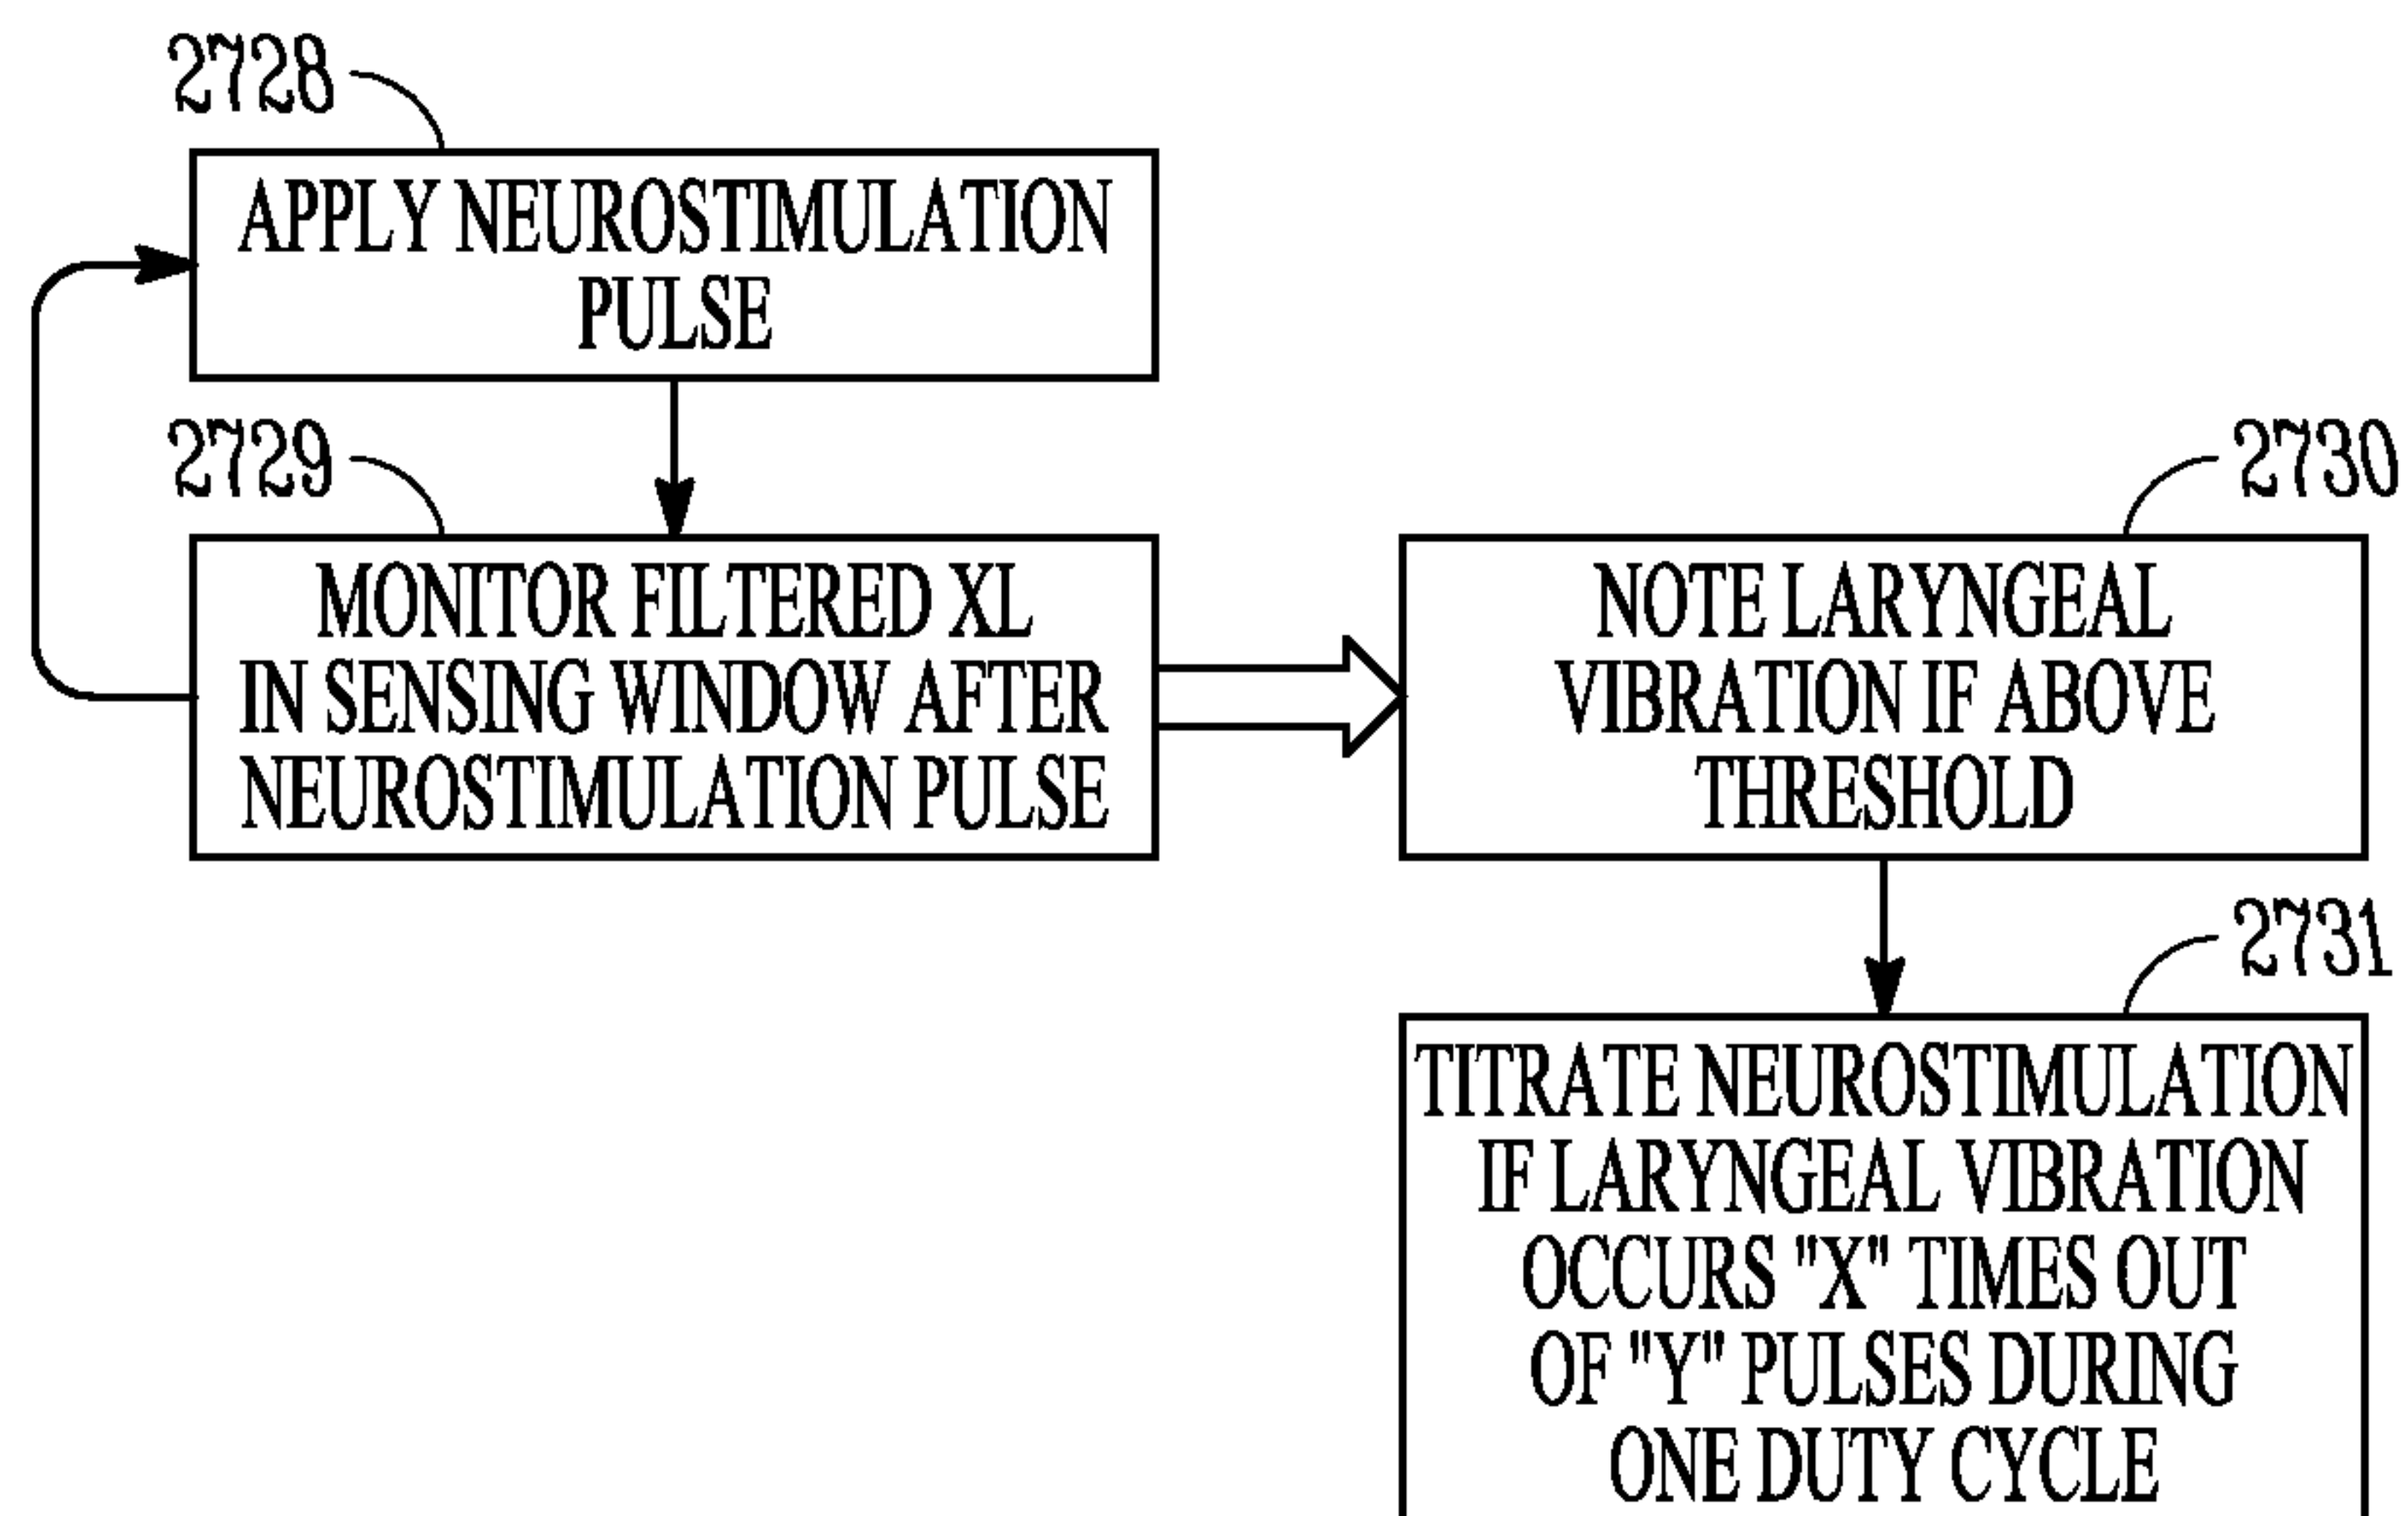 2728
APPLY NEUROSTIMULATION
PULSE
2729
MONITOR FILTERED XL
IN SENSING WINDOW AFTER
NEUROSTIMULATION PULSE
2730
NOTE LARYNGEAL
VIBRATION IF ABOVE
THRESHOLD
2731
TITRATE NEUROSTIMULATION
IF LARYNGEAL VIBRATION
OCCURS "X" TIMES OUT
OF "Y" PULSES DURING
ONE DUTY CYCLE